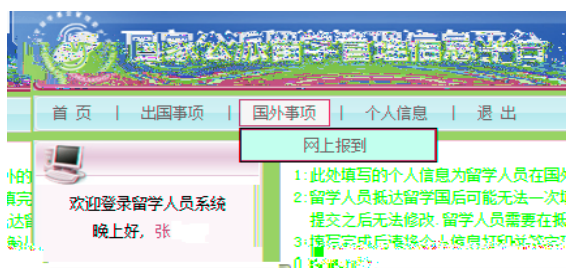 国家公派留学管理信息平台
首页 | 出国事项 | 国外事项 | 个人信息 | 退出
网上报到
欢迎登录留学人员系统
晚上好，张
1:此处填写的个人信息为留学人员在国外
2:留学人员抵达留学国后可能无法一次
提交之后无法修改.留学人员需要在抵